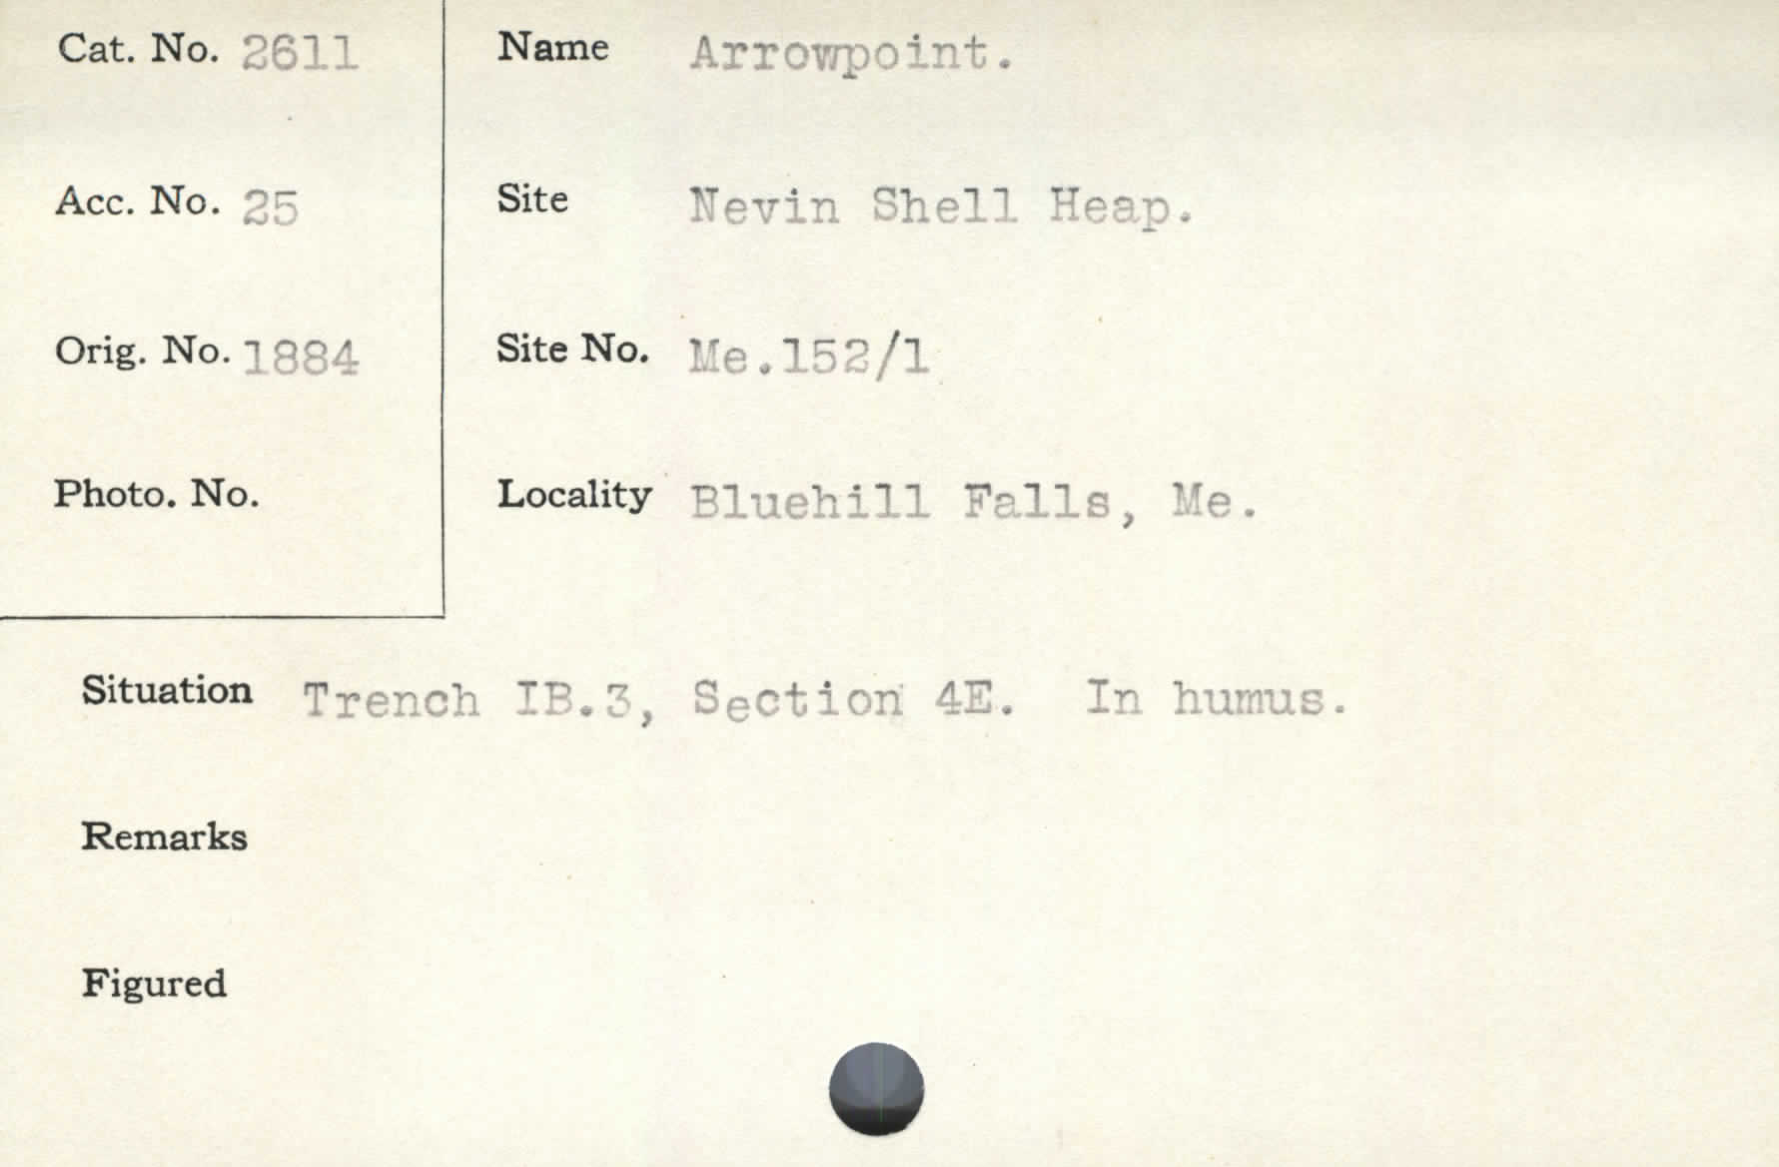 Cat. No. 2611
Name Arrowpoint.
Acc. No. 25
Site Nevin Shell Heap.
Orig. No. 1884
Site No. Me.152/1
Photo. No.
Locality Bluehill Falls, Me.
Situation Trench IB.3, Section 4E. In humus.
Remarks
Figured